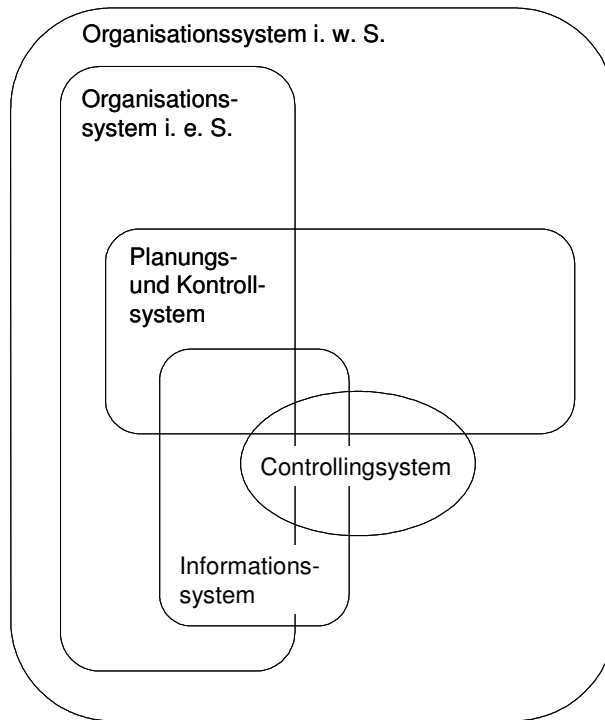 Organisationssystem i. w. S.
Organisations-
system i. e. S.
Planungs-
und Kontroll-
system
Controllingsystem
Informations-
system